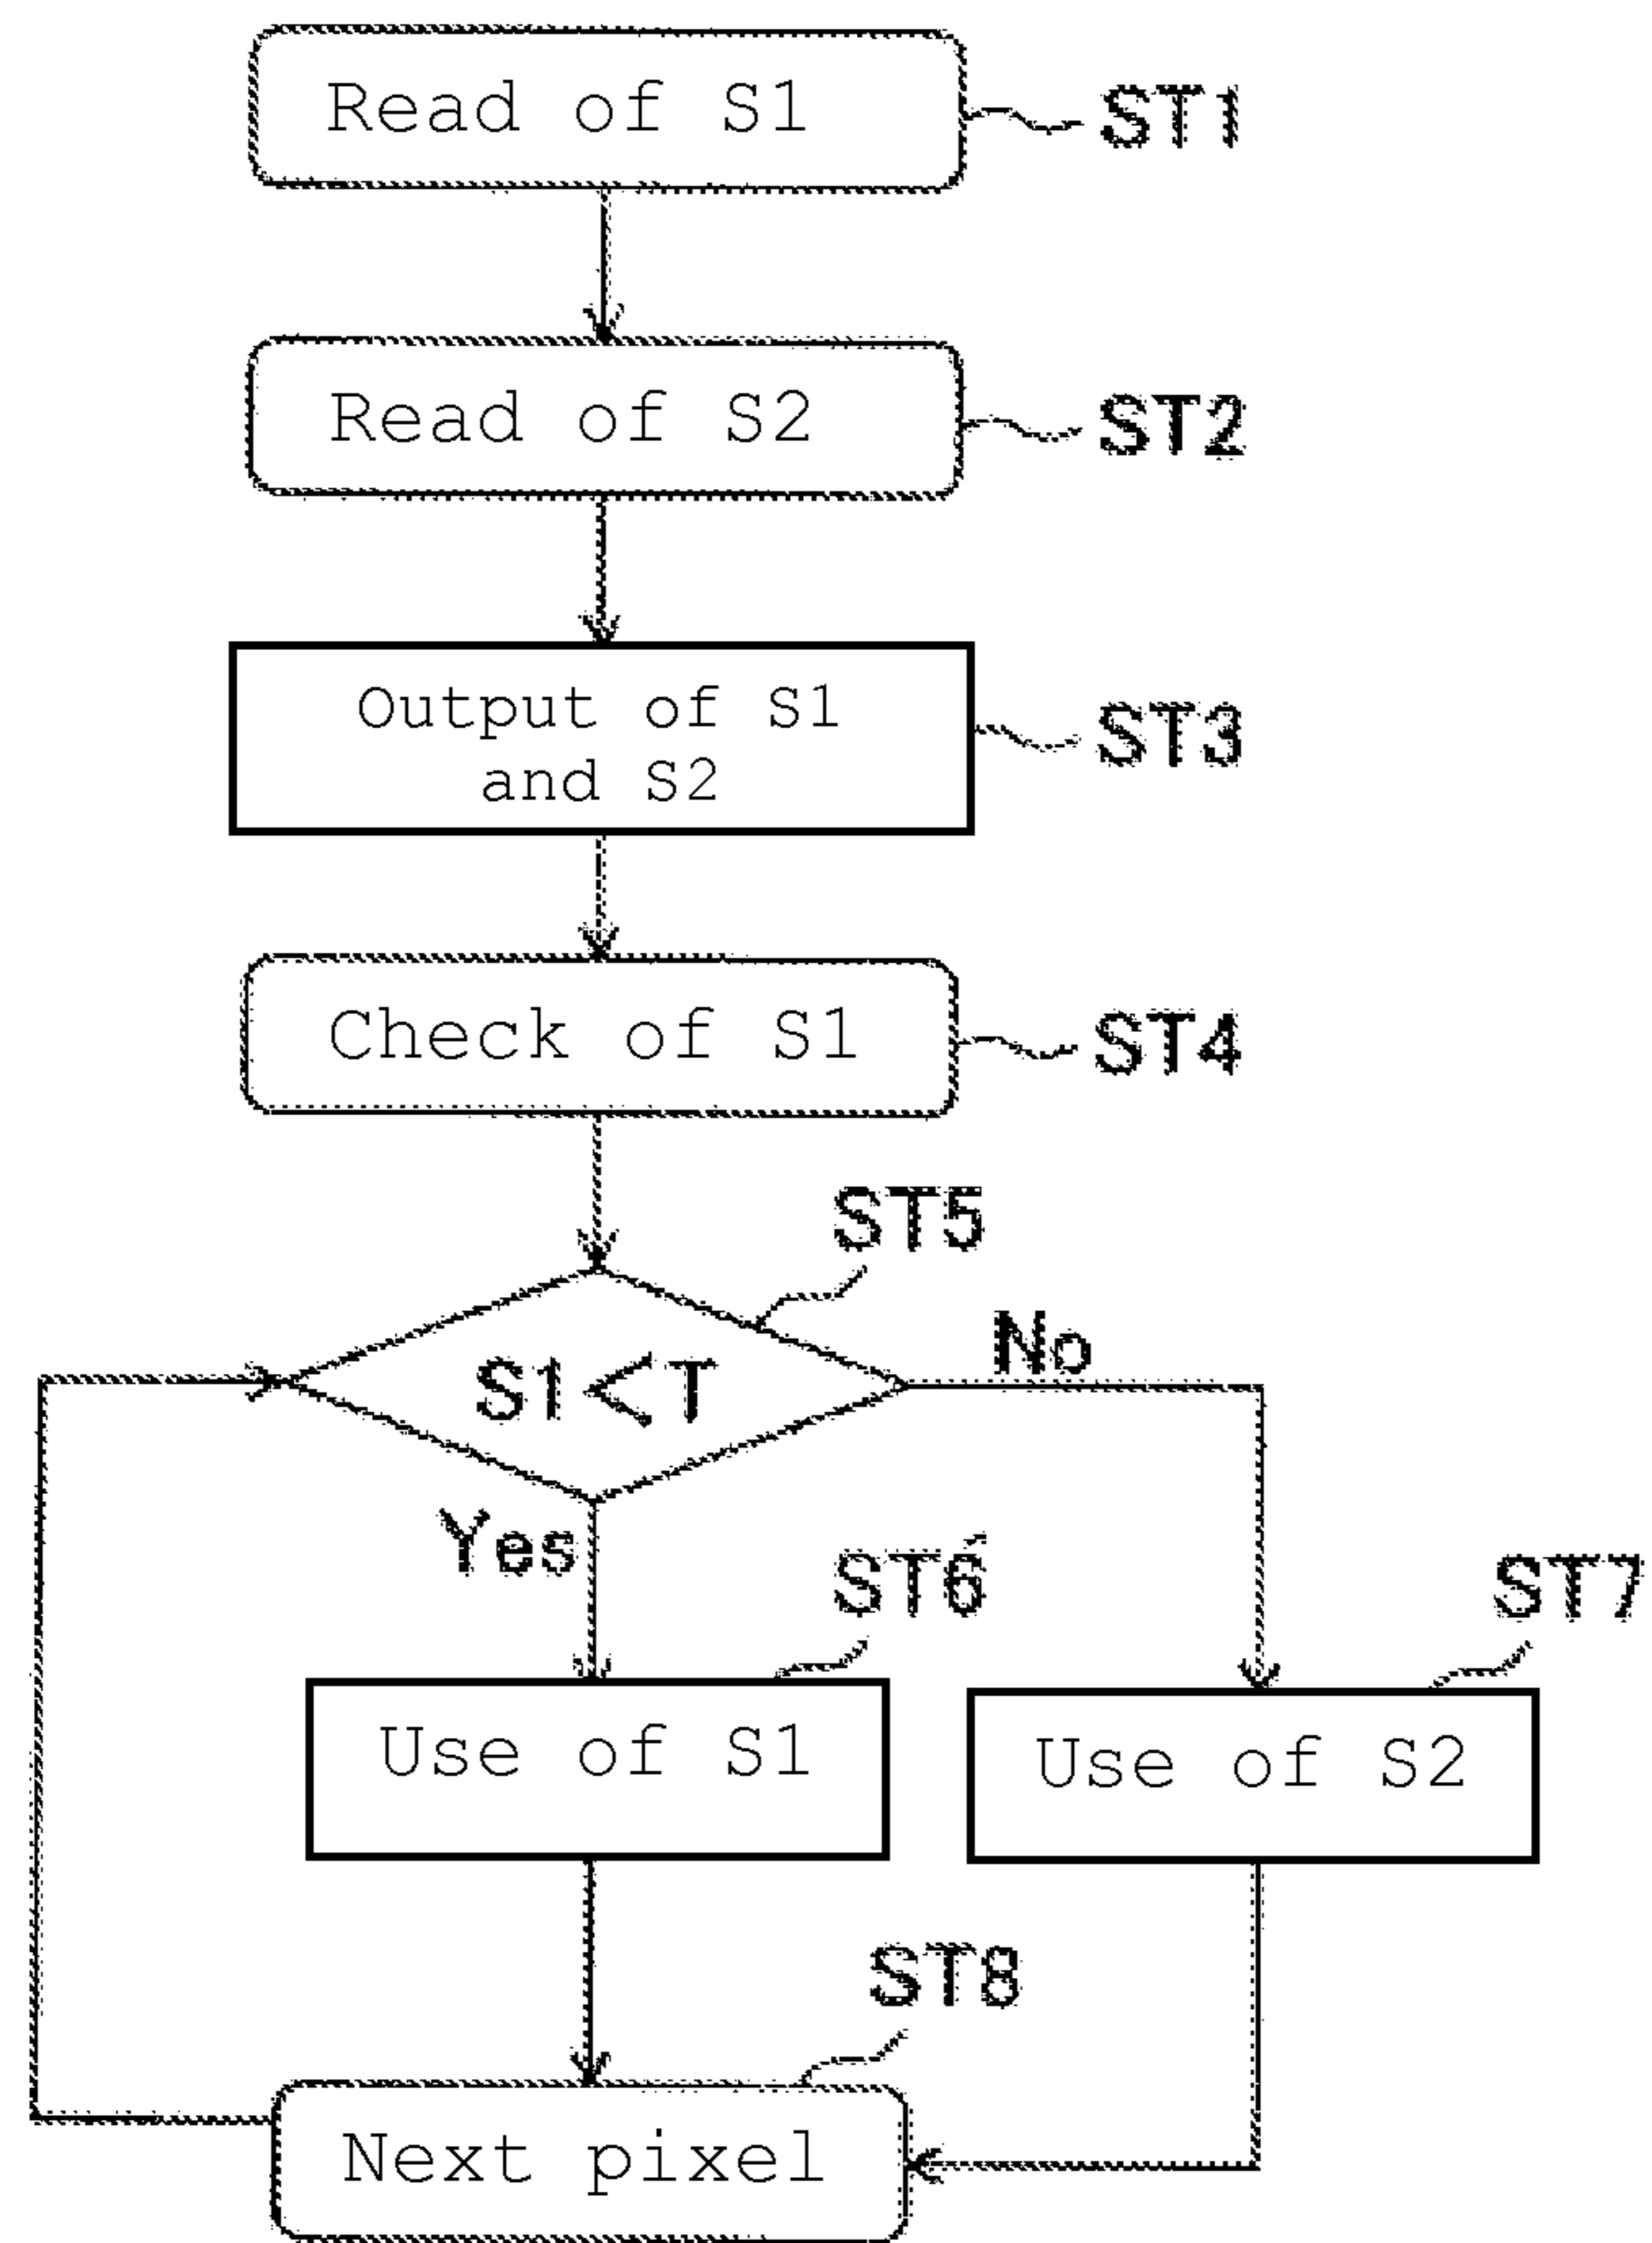 Read of S1
ST1
Read of S2
ST2
Output of S1
and S2
ST3
Check of S1
ST4
ST5
S1<T
No
Yes
ST6
ST7
Use of S1
Use of S2
ST8
Next pixel